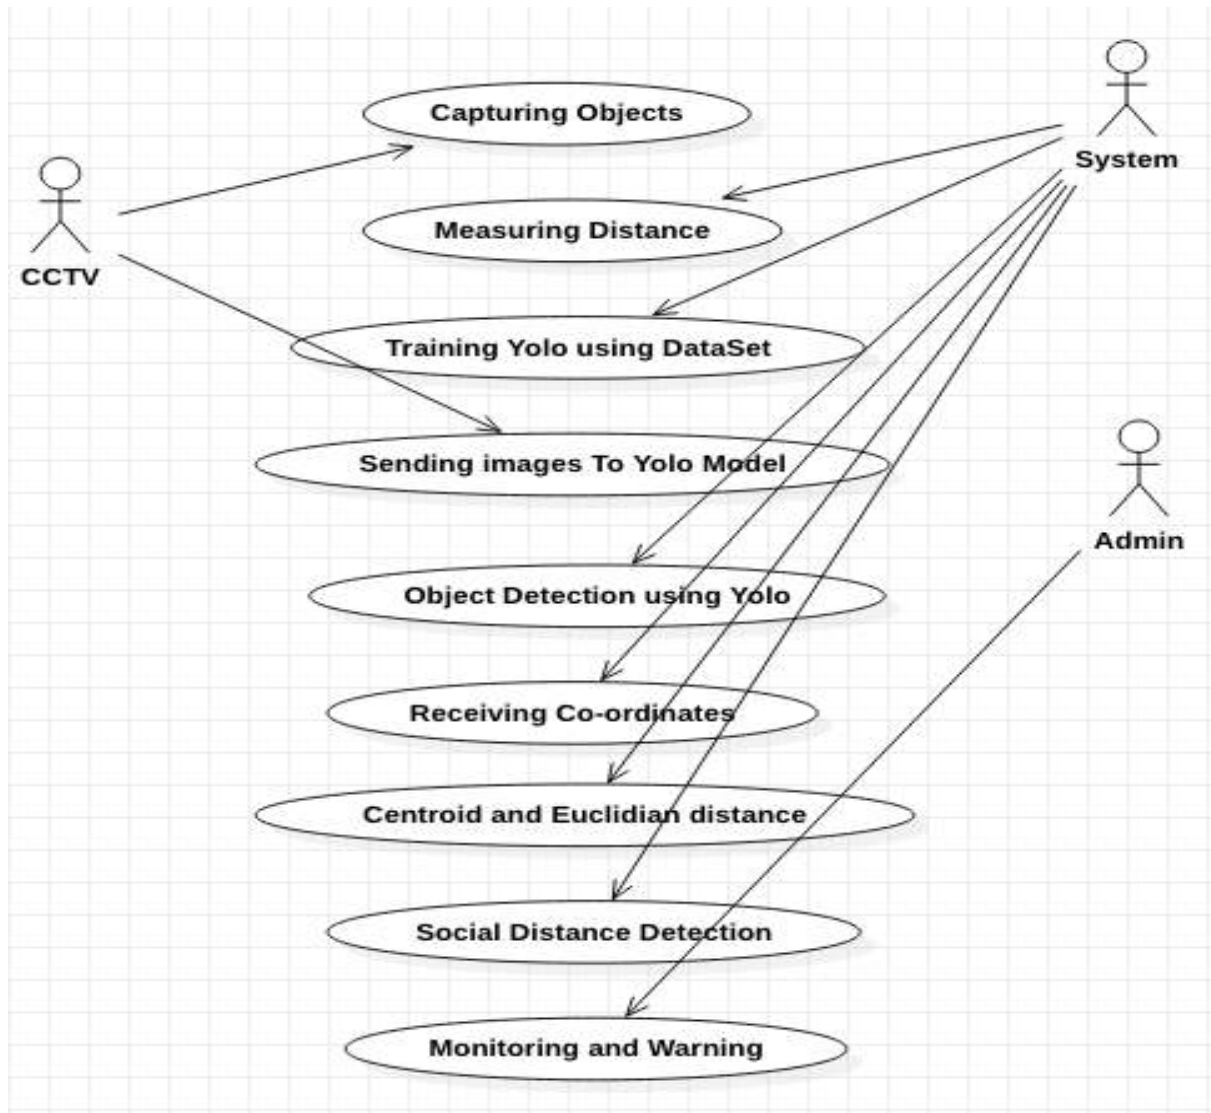 Capturing Objects
System
Measuring Distance
CCTV
Training Yolo using DataSet
Sending images To Yolo Model
Admin
Object Detection using Yolo
Receiving Co-ordinates
Centroid and Euclidian distance
Social Distance Detection
Monitoring and Warning